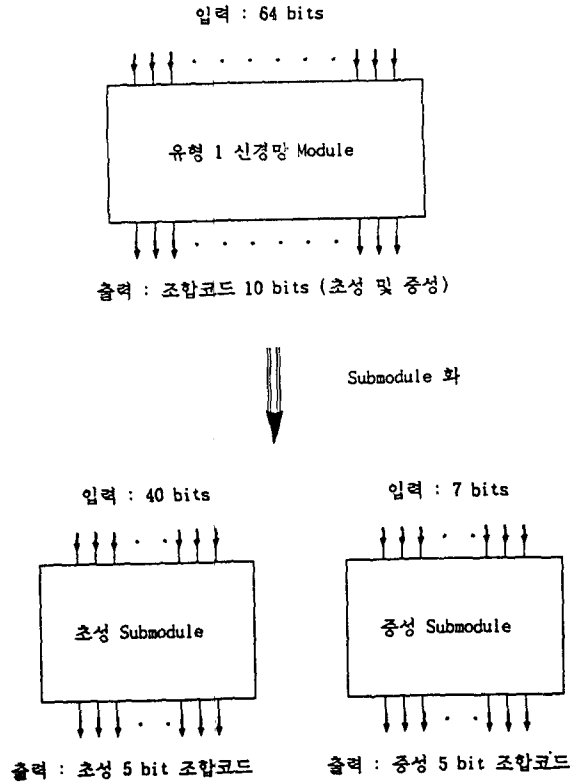 입력 : 64 bits
유형 1 신경망 Module
출력 : 조합코드 10 bits (초성 및 중성)
Submodule 화
입력 : 40 bits
입력 : 7 bits
초성 Submodule
중성 Submodule
출력 : 초성 5 bit 조합코드
출력 : 중성 5 bit 조합코드